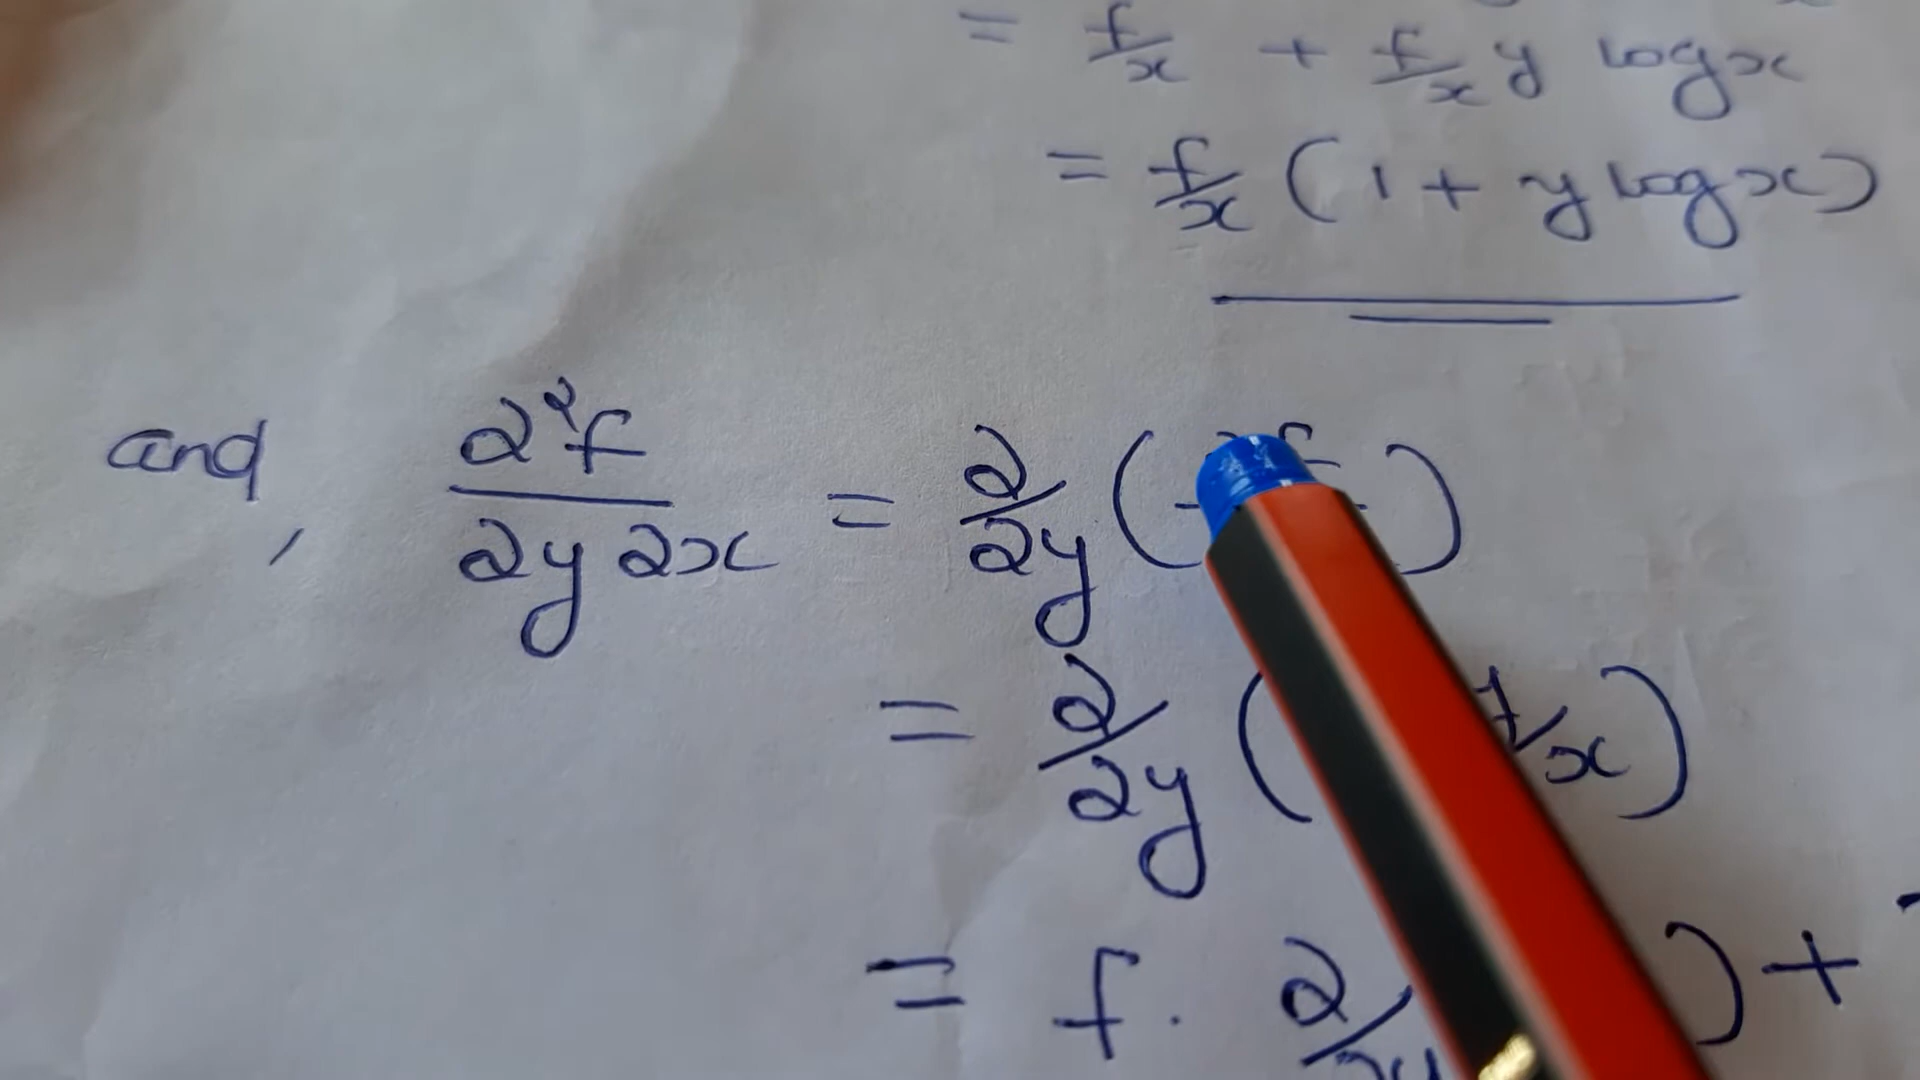 = f/x + f/x y log x
= f/x (1 + y log x)
and, ∂²f/∂y ∂x = ∂/∂y ( )
= ∂/∂y ( y/x )
= f. ∂/∂y ) +